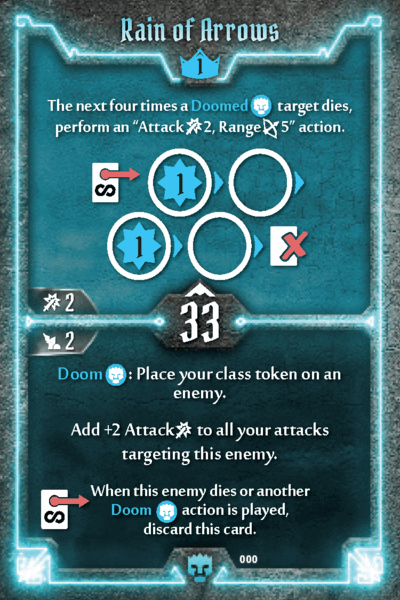 Rain of Arrows
1
The next four times a Doomed target dies,
perform an “Attack 2, Range 5” action.
1
1
2
33
2
Doom : Place your class token on an
enemy.
Add +2 Attack to all your attacks
targeting this enemy.
When this enemy dies or another
Doom action is played,
discard this card.
000